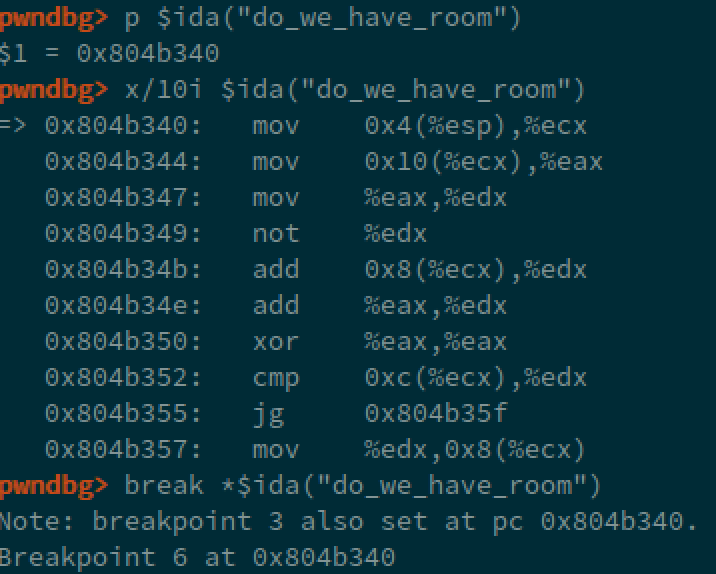 pwndbg> p $ida("do_we_have_room")
$1 = 0x804b340
pwndbg> x/10i $ida("do_we_have_room")
=> 0x804b340:   mov    0x4(%esp),%ecx
   0x804b344:   mov    0x10(%ecx),%eax
   0x804b347:   mov    %eax,%edx
   0x804b349:   not    %edx
   0x804b34b:   add    0x8(%ecx),%edx
   0x804b34e:   add    %eax,%edx
   0x804b350:   xor    %eax,%eax
   0x804b352:   cmp    0xc(%ecx),%edx
   0x804b355:   jg     0x804b35f
   0x804b357:   mov    %edx,0x8(%ecx)
pwndbg> break *$ida("do_we_have_room")
Note: breakpoint 3 also set at pc 0x804b340.
Breakpoint 6 at 0x804b340